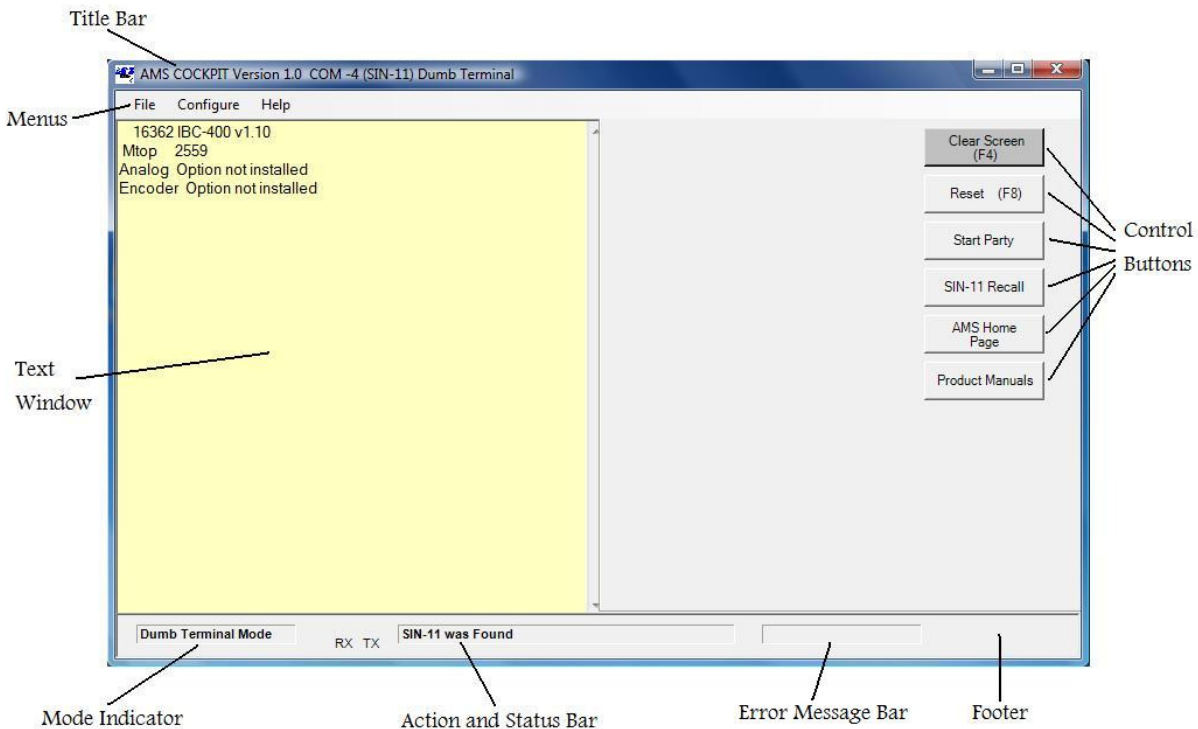 Title Bar
AMS COCKPIT Version 1.0 COM -4 (SIN-11) Dumb Terminal
Menus
File Configure Help
16362 IBC-400 v1.10
Mtop 2559
Analog Option not installed
Encoder Option not installed
Clear Screen
(F4)
Reset (F8)
Start Party
SIN-11 Recall
AMS Home
Page
Product Manuals
Control
Buttons
Text
Window
Dumb Terminal Mode
RX TX
SIN-11 was Found
Mode Indicator
Action and Status Bar
Error Message Bar
Footer